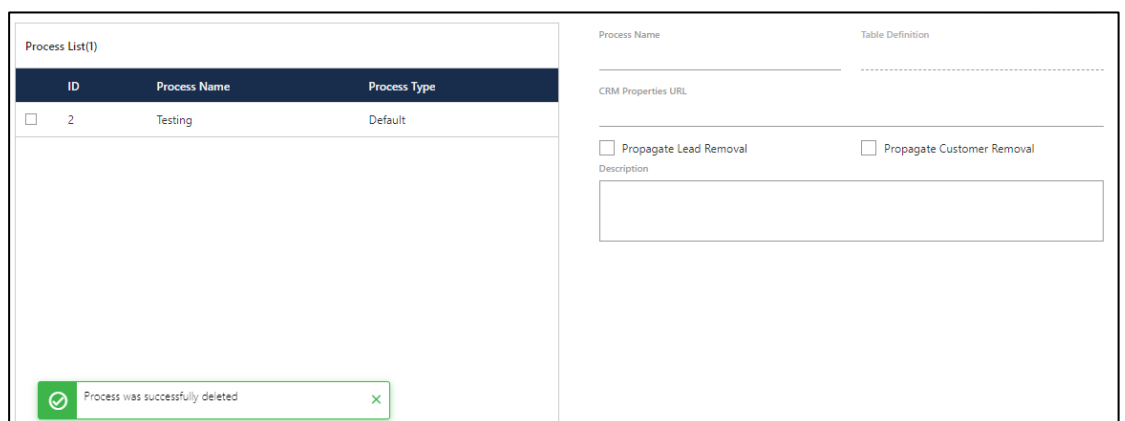 Process List(1)
ID Process Name Process Type
2 Testing Default
Process was successfully deleted
Process Name Table Definition
CRM Properties URL
Propagate Lead Removal Propagate Customer Removal
Description